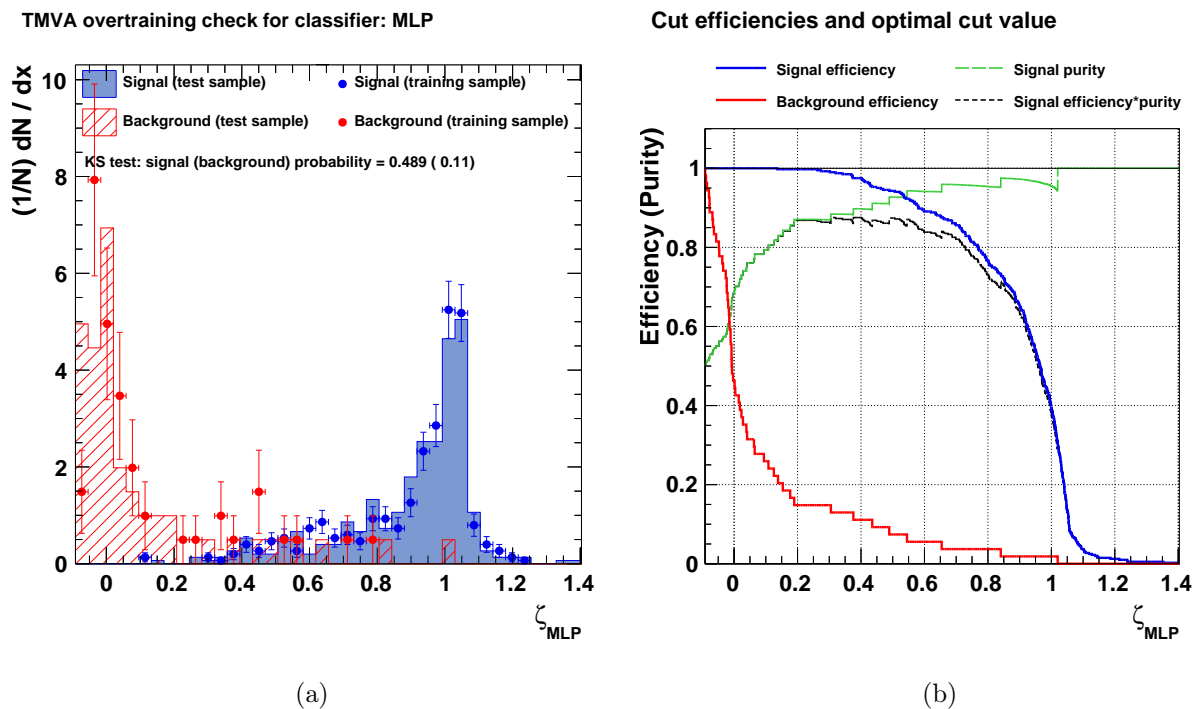 TMVA overtraining check for classifier: MLP
(1/N) dN / dx
10
8
6
4
2
0
Signal (test sample)
Signal (training sample)
Background (test sample)
Background (training sample)
KS test: signal (background) probability = 0.489 ( 0.11)
0 0.2 0.4 0.6 0.8 1 1.2 1.4
ζMLP
(a)
Cut efficiencies and optimal cut value
Signal efficiency
Signal purity
Background efficiency
Signal efficiency*purity
Efficiency (Purity)
1
0.8
0.6
0.4
0.2
0
0 0.2 0.4 0.6 0.8 1 1.2 1.4
ζMLP
(b)